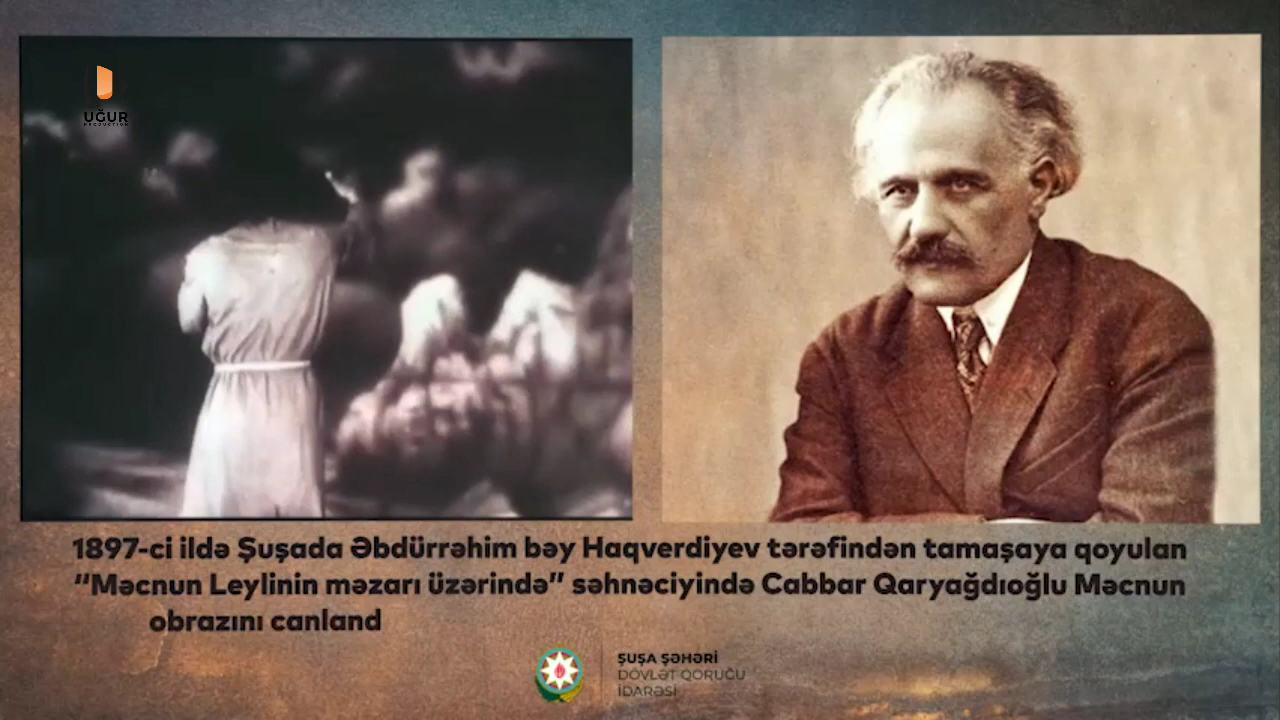 UĞUR
PRODUCTION
1897-ci ildə Şuşada Əbdürrəhim bəy Haqverdiyev tərəfindən tamaşaya qoyulan
“Məcnun Leylinin məzarı üzərində” səhnəciyində Cabbar Qaryağdıoğlu Məcnun
obrazını canland
ŞUŞA ŞƏHƏRİ
DÖVLƏT QORUĞU
İDARƏSİ